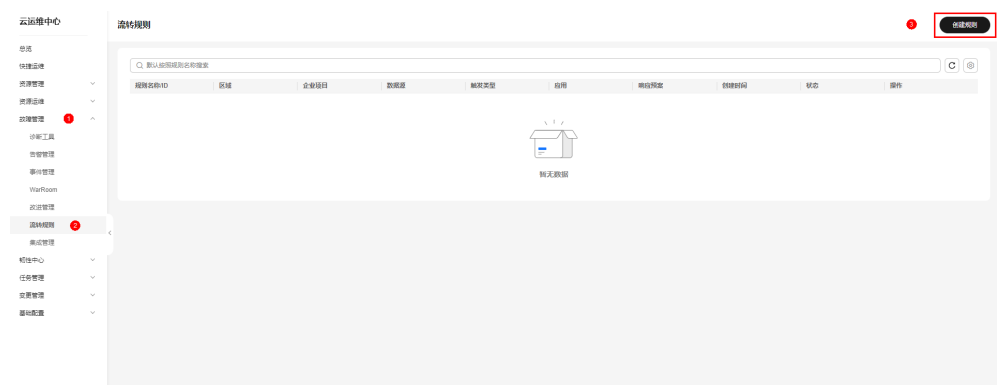 云运维中心
流转规则
3
创建规则
总览
快捷运维
资源管理
资源运维
故障管理
1
诊断工具
告警管理
事件管理
WarRoom
改进管理
流转规则
2
集成管理
韧性中心
任务管理
变更管理
基础配置
默认按照规则名称搜索
规则名称/ID
区域
企业项目
数据源
触发类型
应用
响应预案
创建时间
状态
操作
暂无数据